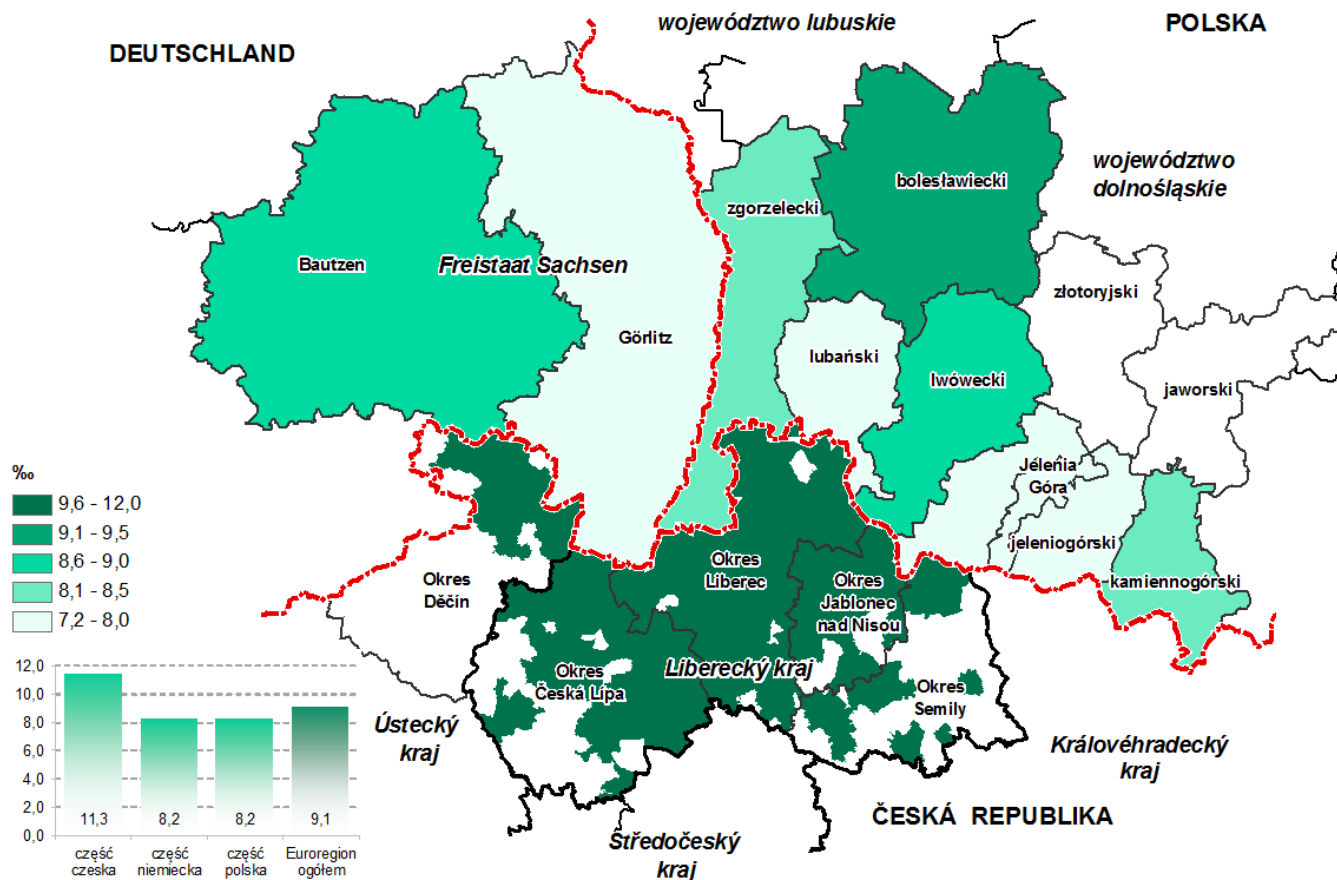 województwo lubuskie
POLSKA
DEUTSCHLAND
województwo
dolnośląskie
bolesławiecki
zgorzelecki
Bautzen
Freistaat Sachsen
złotoryjski
Görlitz
lubański
lwówecki
jaworski
Jelenia
Góra
jeleniogórski
kamiennogórski
‰
9,6 - 12,0
9,1 - 9,5
8,6 - 9,0
8,1 - 8,5
7,2 - 8,0
Okres
Děčín
Okres
Liberec
Okres
Jablonec
nad Nisou
Okres
Česká Lípa
Liberecký kraj
Okres
Semily
Ústecký
kraj
Královéhradecký
kraj
ČESKÁ REPUBLIKA
Středočeský
kraj
12,0
10,0
8,0
6,0
4,0
2,0
0,0
11,3
8,2
8,2
9,1
część
czeska
część
niemiecka
część
polska
Euroregion
ogółem